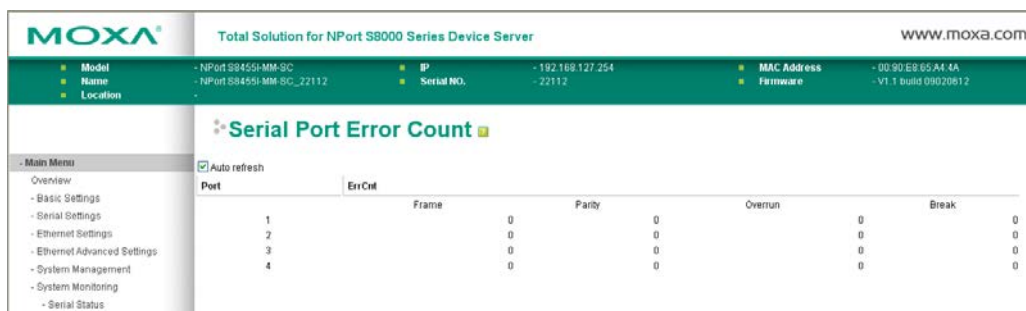 MOXA
Total Solution for NPort S8000 Series Device Server
www.moxa.com
Model - NPort S8455I-MM-SC IP - 192.168.127.254 MAC Address - 00:90:E8:65:A4:4A
Name - NPort S8455I-MM-SC_22112 Serial NO. - 22112 Firmware - V1.1 build 09020612
Location -
Serial Port Error Count
- Main Menu
Overview
- Basic Settings
- Serial Settings
- Ethernet Settings
- Ethernet Advanced Settings
- System Management
- System Monitoring
- Serial Status
Auto refresh
Port ErrCnt
Frame Parity Overrun Break
1 0 0 0 0
2 0 0 0 0
3 0 0 0 0
4 0 0 0 0